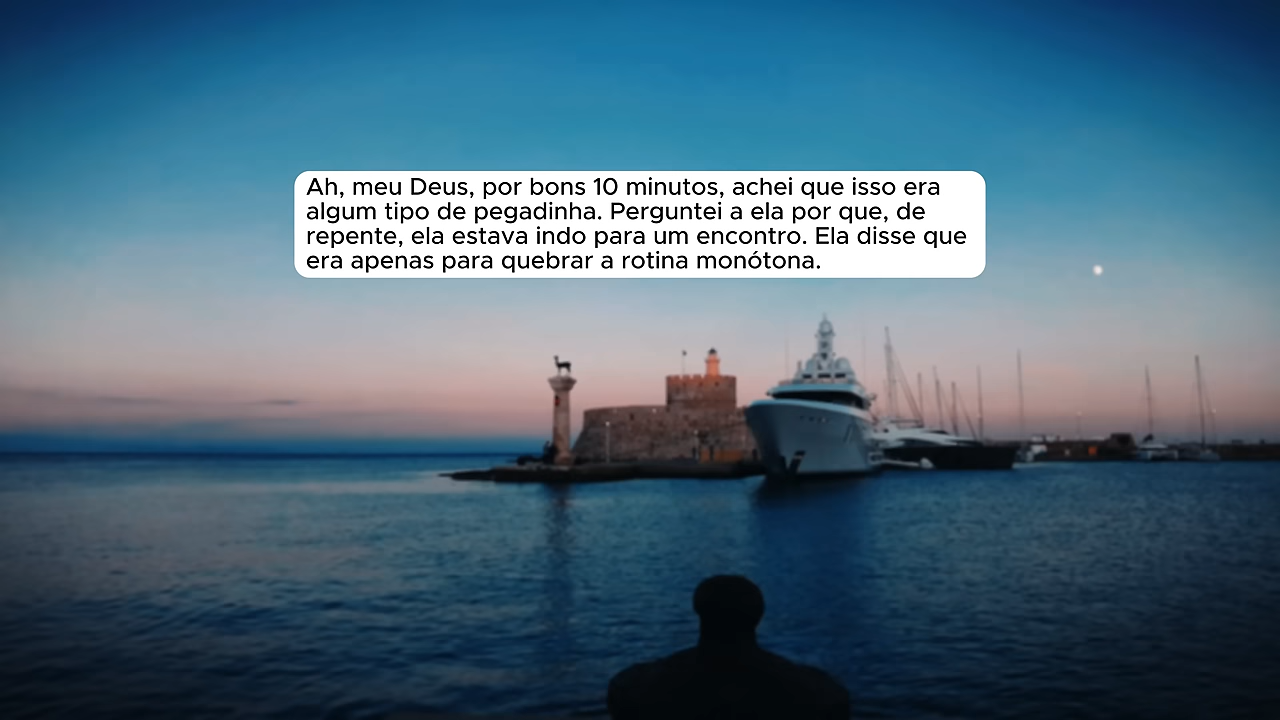 Ah, meu Deus, por bons 10 minutos, achei que isso era
algum tipo de pegadinha. Perguntei a ela por que, de
repente, ela estava indo para um encontro. Ela disse que
era apenas para quebrar a rotina monótona.